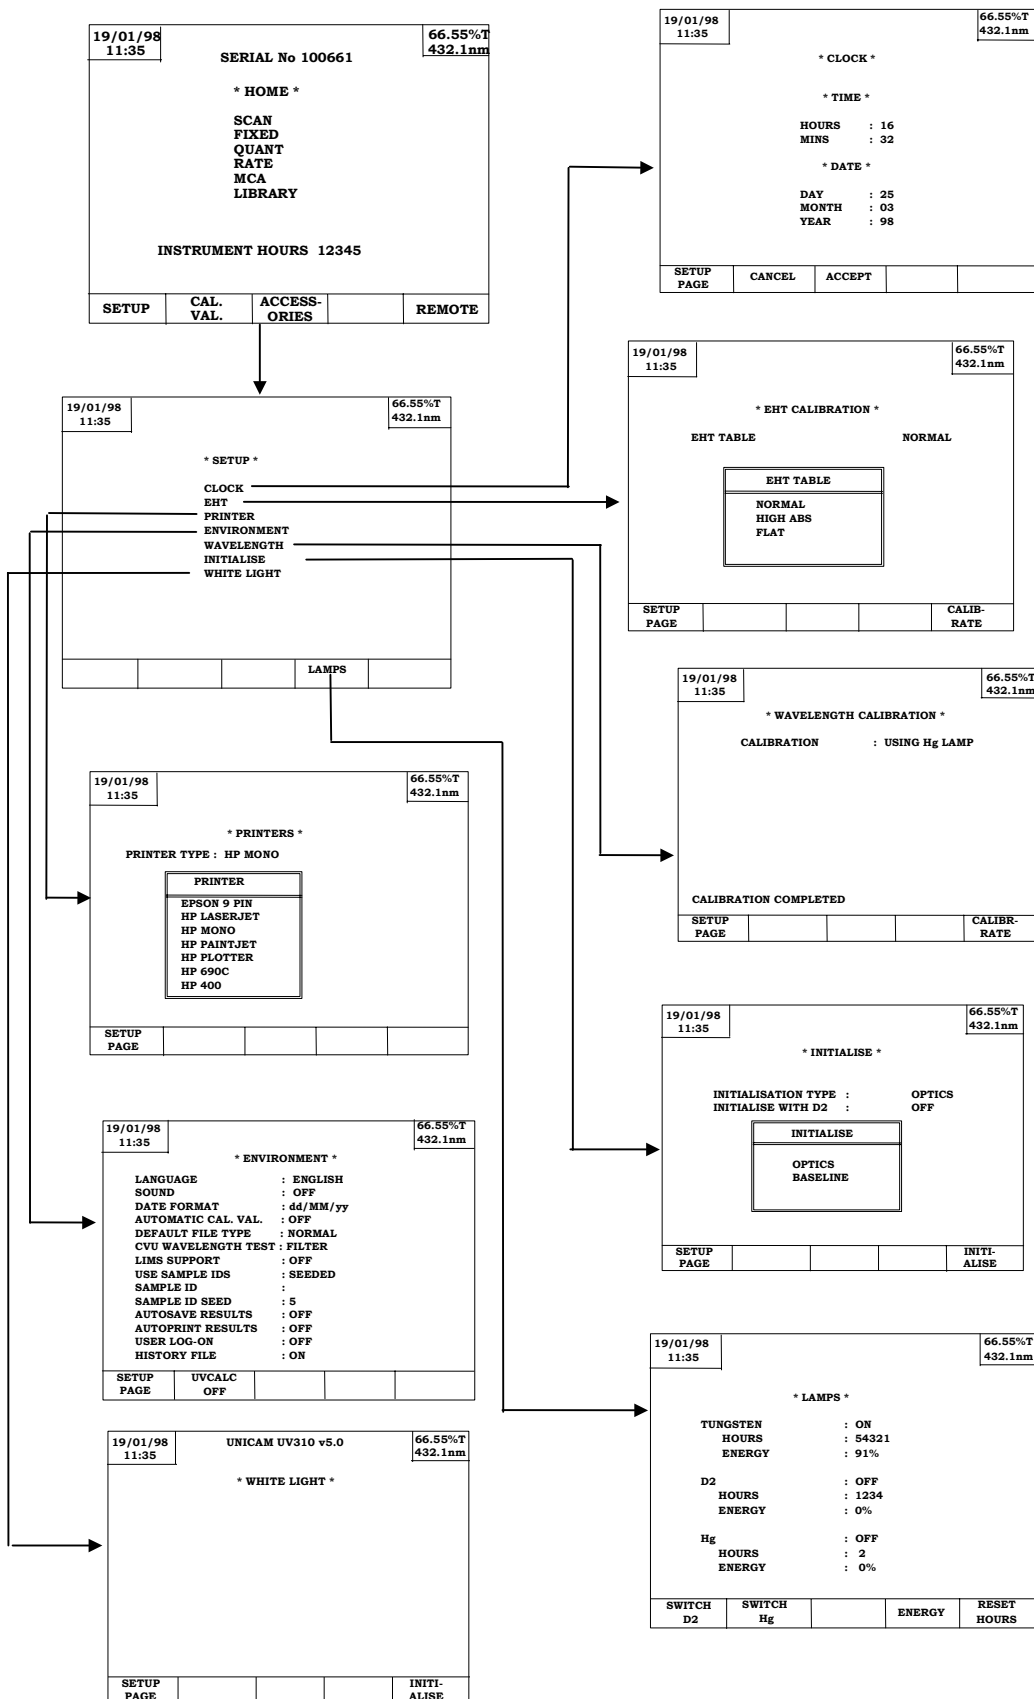 19/01/98
11:35
SERIAL No 100661
66.55%T
432.1nm
* HOME *
SCAN
FIXED
QUANT
RATE
MCA
LIBRARY
INSTRUMENT HOURS 12345
SETUP
CAL.
VAL.
ACCESS-
ORIES
REMOTE
19/01/98
11:35
66.55%T
432.1nm
* SETUP *
CLOCK
EHT
PRINTER
ENVIRONMENT
WAVELENGTH
INITIALISE
WHITE LIGHT
LAMPS
19/01/98
11:35
66.55%T
432.1nm
* PRINTERS *
PRINTER TYPE : HP MONO
PRINTER
EPSON 9 PIN
HP LASERJET
HP MONO
HP PAINTJET
HP PLOTTER
HP 690C
HP 400
SETUP
PAGE
19/01/98
11:35
66.55%T
432.1nm
* ENVIRONMENT *
LANGUAGE : ENGLISH
SOUND : OFF
DATE FORMAT : dd/MM/yy
AUTOMATIC CAL. VAL. : OFF
DEFAULT FILE TYPE : NORMAL
CVU WAVELENGTH TEST : FILTER
LIMS SUPPORT : OFF
USE SAMPLE IDS : SEEDED
SAMPLE ID :
SAMPLE ID SEED : 5
AUTOSAVE RESULTS : OFF
AUTOPRINT RESULTS : OFF
USER LOG-ON : OFF
HISTORY FILE : ON
SETUP
PAGE
UVCALC
OFF
19/01/98
11:35
UNICAM UV310 v5.0
66.55%T
432.1nm
* WHITE LIGHT *
SETUP
PAGE
INITI-
ALISE
19/01/98
11:35
66.55%T
432.1nm
* CLOCK *
* TIME *
HOURS : 16
MINS : 32
* DATE *
DAY : 25
MONTH : 03
YEAR : 98
SETUP
PAGE
CANCEL
ACCEPT
19/01/98
11:35
66.55%T
432.1nm
* EHT CALIBRATION *
EHT TABLE NORMAL
EHT TABLE
NORMAL
HIGH ABS
FLAT
SETUP
PAGE
CALIB-
RATE
19/01/98
11:35
66.55%T
432.1nm
* WAVELENGTH CALIBRATION *
CALIBRATION : USING Hg LAMP
CALIBRATION COMPLETED
SETUP
PAGE
CALIBR-
RATE
19/01/98
11:35
66.55%T
432.1nm
* INITIALISE *
INITIALISATION TYPE : OPTICS
INITIALISE WITH D2 : OFF
INITIALISE
OPTICS
BASELINE
SETUP
PAGE
INITI-
ALISE
19/01/98
11:35
66.55%T
432.1nm
* LAMPS *
TUNGSTEN : ON
HOURS : 54321
ENERGY : 91%
D2 : OFF
HOURS : 1234
ENERGY : 0%
Hg : OFF
HOURS : 2
ENERGY : 0%
SWITCH
D2
SWITCH
Hg
ENERGY
RESET
HOURS